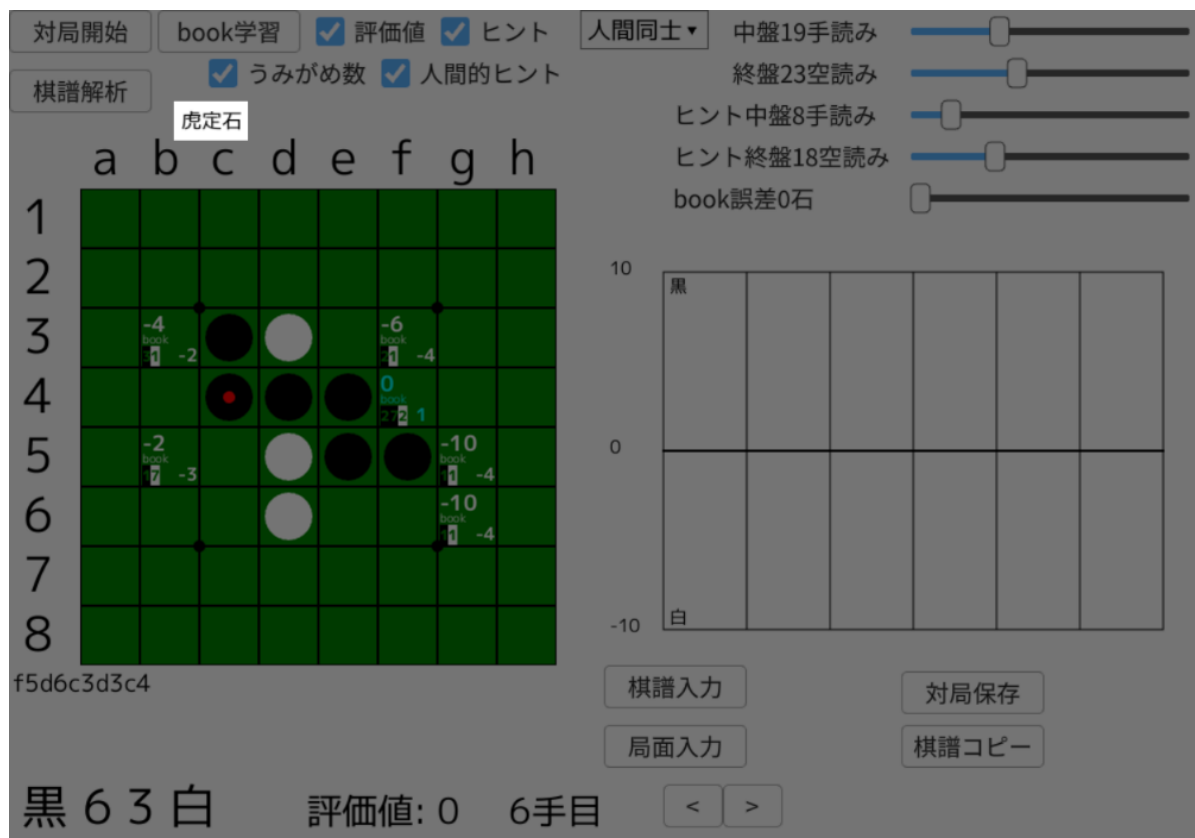 対局開始 book学習 評価値 ヒント 人間同士▾ 中盤19手読み
うみがめ数 人間的ヒント 終盤23空読み
棋譜解析
虎定石 ヒント中盤8手読み
ヒント終盤18空読み
book誤差0石
a b c d e f g h
1
2
3
-4
book
-2
-6
book
-4
4
0
book
1
5
-2
book
-3
-10
book
-4
6
-10
book
-4
7
8
f5d6c3d3c4
10
黒
0
白
-10
棋譜入力 対局保存
局面入力 棋譜コピー
黒 6 3 白 評価値: 0 6手目 < >